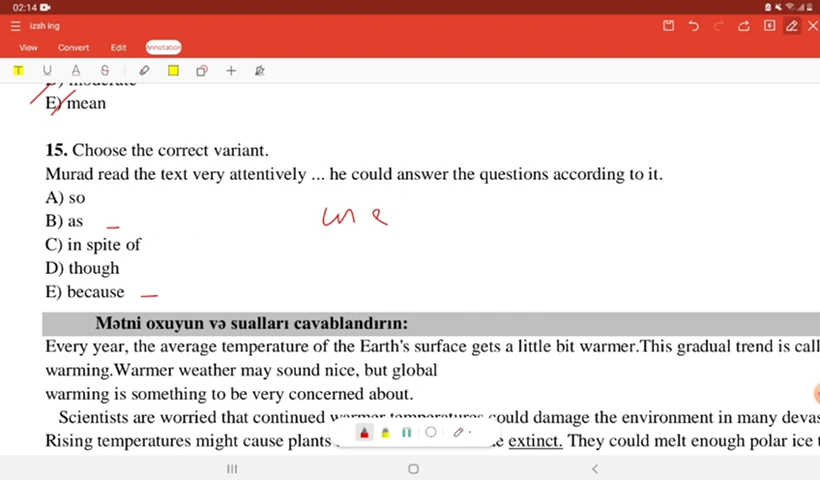 02:14
izah ing
View Convert Edit Annotation
D) moderate
E) mean
15. Choose the correct variant.
Murad read the text very attentively ... he could answer the questions according to it.
A) so
B) as
C) in spite of
D) though
E) because
Mətni oxuyun və sualları cavablandırın:
Every year, the average temperature of the Earth's surface gets a little bit warmer.This gradual trend is call
warming.Warmer weather may sound nice, but global
warming is something to be very concerned about.
Scientists are worried that continued warmer temperatures could damage the environment in many devas
Rising temperatures might cause plants extinct. They could melt enough polar ice t